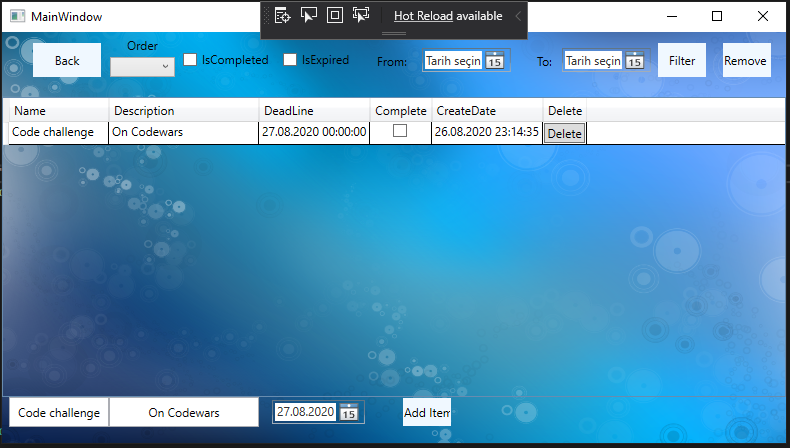 MainWindow
Hot Reload available
Back
Order
IsCompleted
IsExpired
From:
Tarih seçin
15
To:
Tarih seçin
15
Filter
Remove
Name Description DeadLine Complete CreateDate Delete
Code challenge On Codewars 27.08.2020 00:00:00 26.08.2020 23:14:35 Delete
Code challenge On Codewars 27.08.2020 15 Add Item